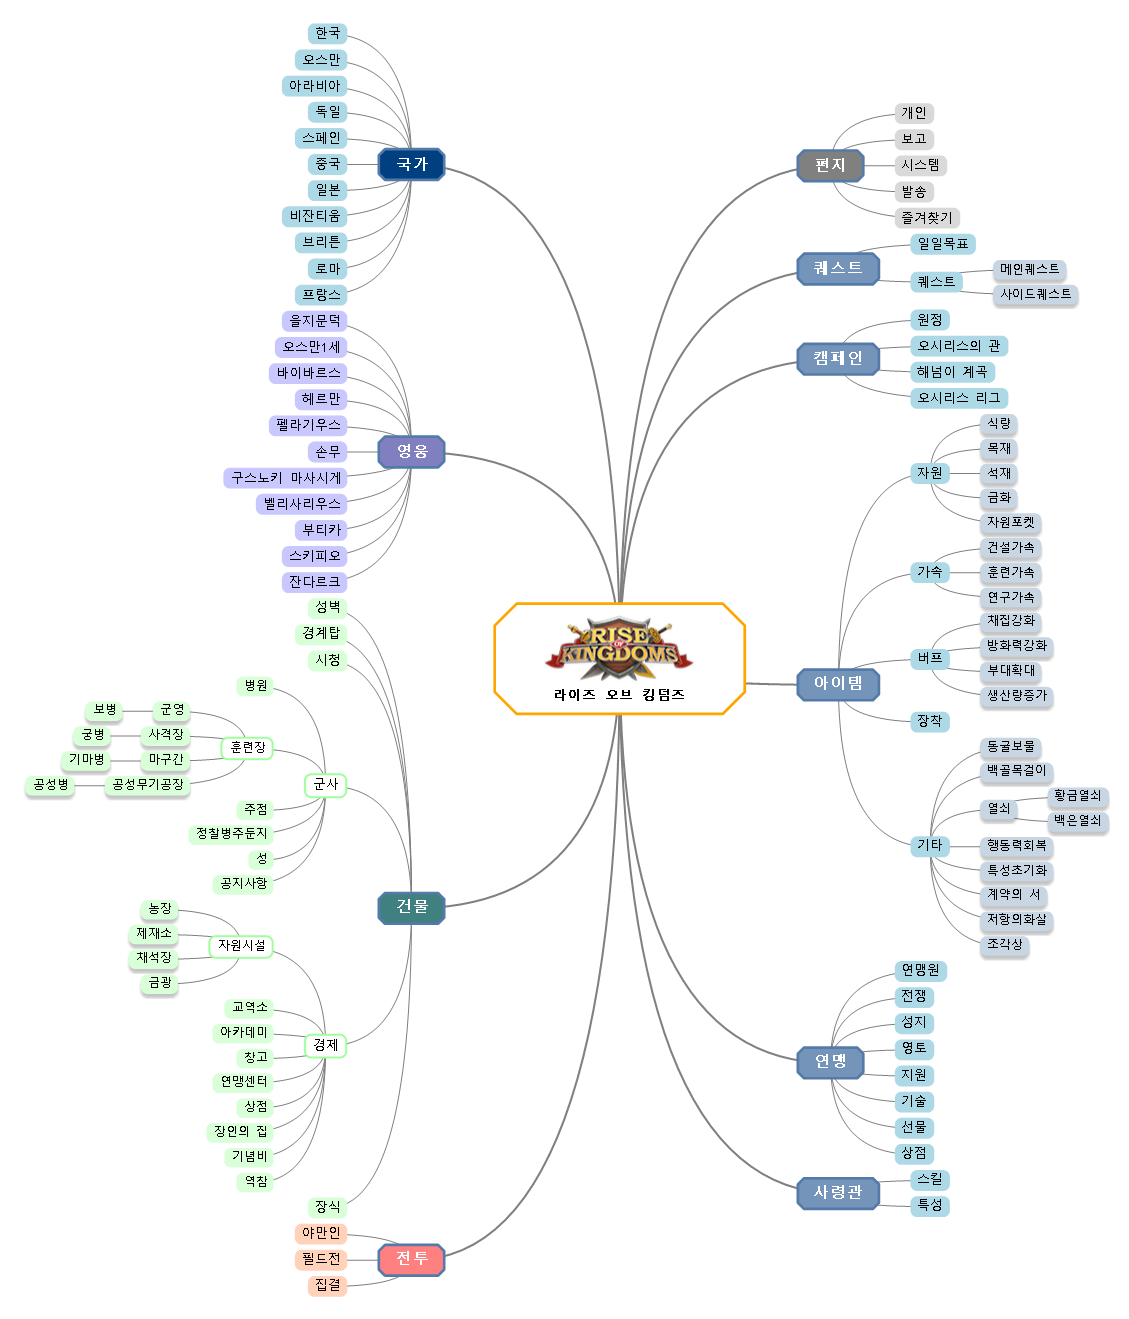 한국
오스만
아라비아
독일
스페인
중국
일본
비잔티움
브리튼
로마
프랑스
국가
을지문덕
오스만1세
바이바르스
헤르만
펠라기우스
손무
구스노키 마사시게
벨리사리우스
부티카
스키피오
잔다르크
영웅
성벽
경계탑
시청
병원
보병
군영
궁병
사격장
기마병
마구간
공성병
공성무기공장
훈련장
주점
정찰병주둔지
성
공지사항
군사
건물
농장
제재소
채석장
금광
자원시설
교역소
아카데미
창고
연맹센터
상점
장인의 집
기념비
역참
경제
장식
야만인
필드전
집결
전투
RISE
OF
KINGDOMS
라이즈 오브 킹덤즈
편지
개인
보고
시스템
발송
즐겨찾기
퀘스트
일일목표
퀘스트
메인퀘스트
사이드퀘스트
캠페인
원정
오시리스의 관
해넘이 계곡
오시리스 리그
아이템
자원
식량
목재
석재
금화
자원포켓
가속
건설가속
훈련가속
연구가속
버프
채집강화
방화력강화
부대확대
생산량증가
장착
기타
동굴보물
백골목걸이
열쇠
황금열쇠
백은열쇠
행동력회복
특성초기화
계약의 서
저항의화살
조각상
연맹
연맹원
전쟁
성지
영토
지원
기술
선물
상점
사령관
스킬
특성